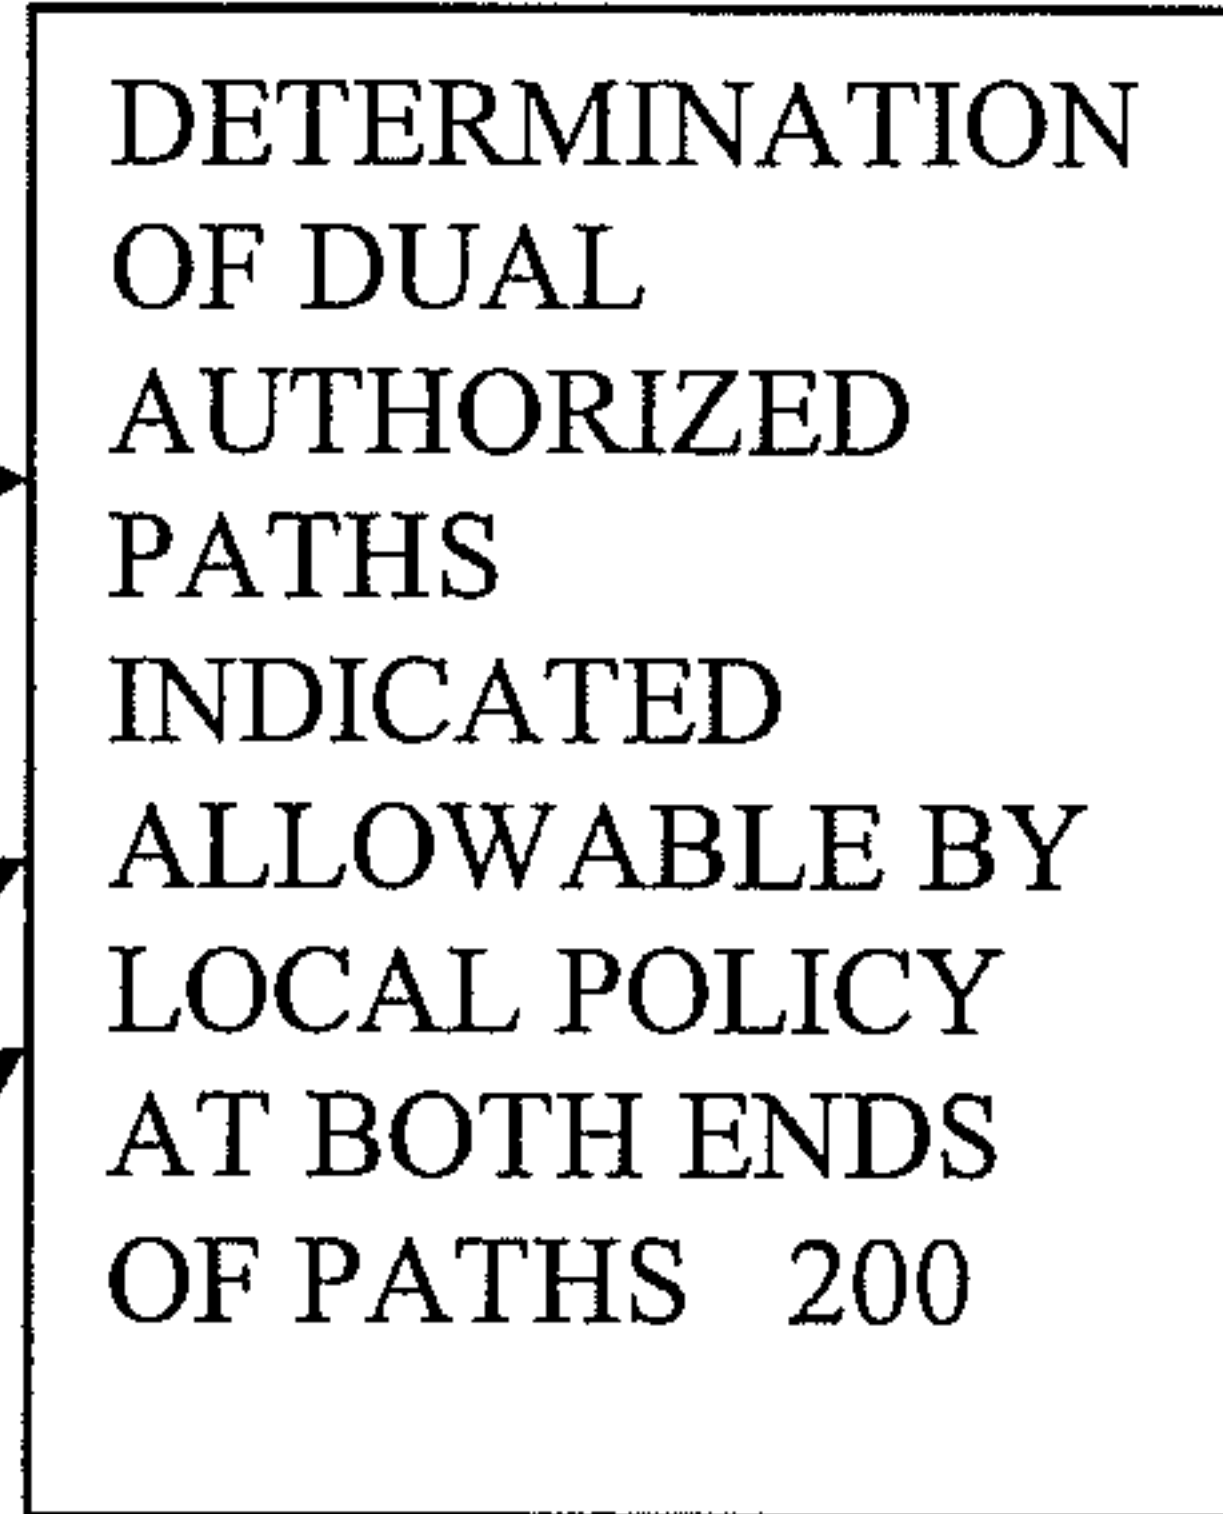 DETERMINATION
OF DUAL
AUTHORIZED
PATHS
INDICATED
ALLOWABLE BY
LOCAL POLICY
AT BOTH ENDS
OF PATHS 200